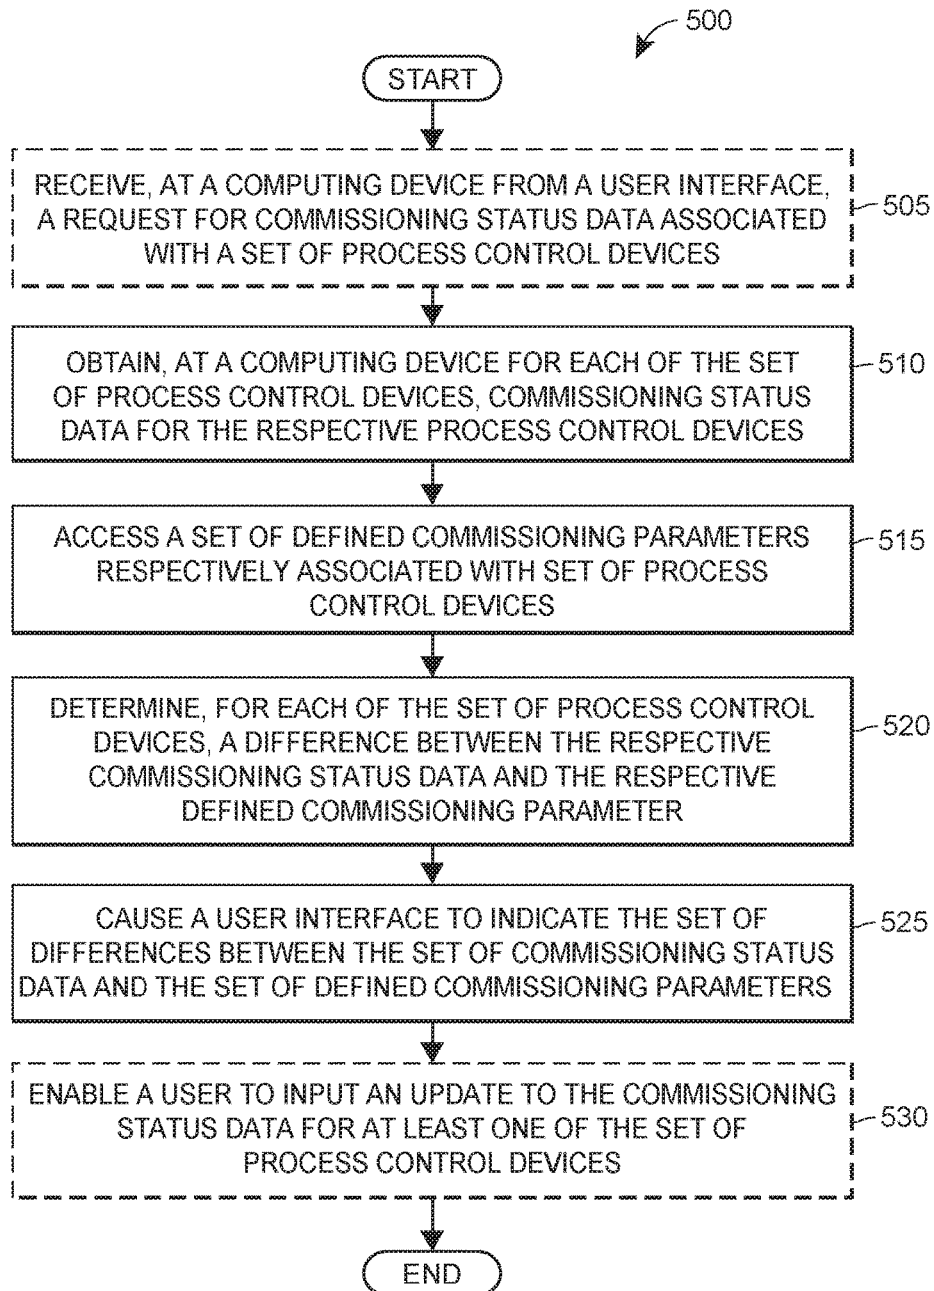 500
START
RECEIVE, AT A COMPUTING DEVICE FROM A USER INTERFACE,
A REQUEST FOR COMMISSIONING STATUS DATA ASSOCIATED
WITH A SET OF PROCESS CONTROL DEVICES
505
OBTAIN, AT A COMPUTING DEVICE FOR EACH OF THE SET
OF PROCESS CONTROL DEVICES, COMMISSIONING STATUS
DATA FOR THE RESPECTIVE PROCESS CONTROL DEVICES
510
ACCESS A SET OF DEFINED COMMISSIONING PARAMETERS
RESPECTIVELY ASSOCIATED WITH SET OF PROCESS
CONTROL DEVICES
515
DETERMINE, FOR EACH OF THE SET OF PROCESS CONTROL
DEVICES, A DIFFERENCE BETWEEN THE RESPECTIVE
COMMISSIONING STATUS DATA AND THE RESPECTIVE
DEFINED COMMISSIONING PARAMETER
520
CAUSE A USER INTERFACE TO INDICATE THE SET OF
DIFFERENCES BETWEEN THE SET OF COMMISSIONING STATUS
DATA AND THE SET OF DEFINED COMMISSIONING PARAMETERS
525
ENABLE A USER TO INPUT AN UPDATE TO THE COMMISSIONING
STATUS DATA FOR AT LEAST ONE OF THE SET OF
PROCESS CONTROL DEVICES
530
END